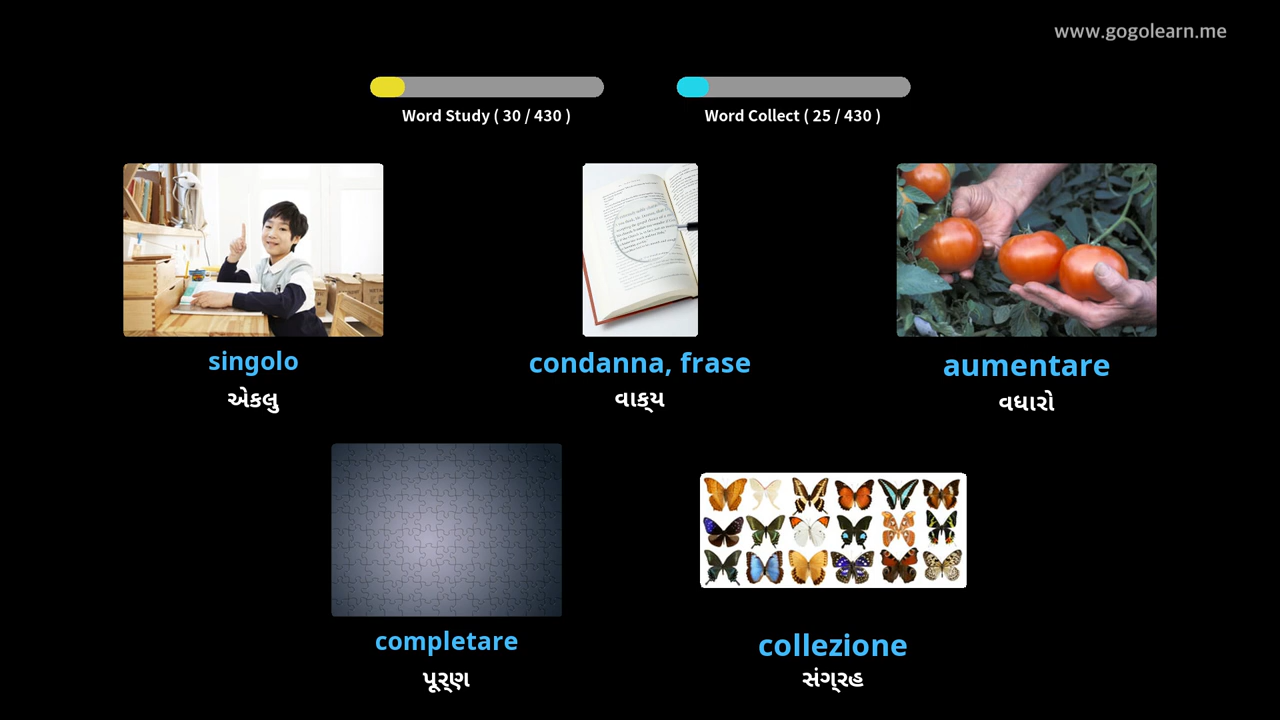 www.gogolearn.me
Word Study ( 30 / 430 )
Word Collect ( 25 / 430 )
singolo
એકલુ
condanna, frase
વાક્ય
aumentare
વધારો
completare
પૂર્ણ
collezione
સંગ્રહ